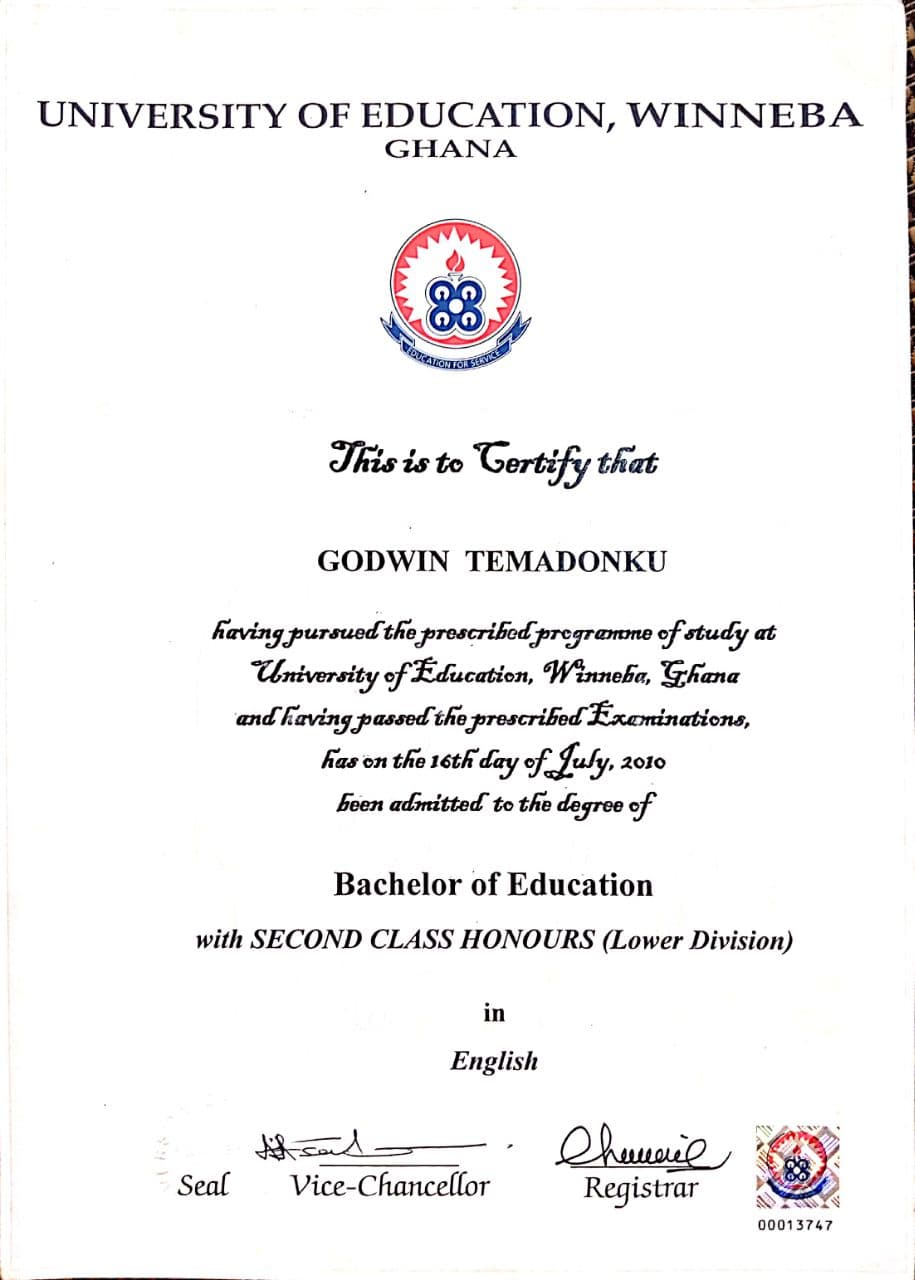 UNIVERSITY OF EDUCATION, WINNEBA
GHANA
EDUCATION FOR SERVICE
This is to Certify that
GODWIN TEMADONKU
having pursued the prescribed programme of study at
University of Education, Winneba, Ghana
and having passed the prescribed Examinations,
has on the 16th day of July, 2010
been admitted to the degree of
Bachelor of Education
with SECOND CLASS HONOURS (Lower Division)
in
English
Seal Vice-Chancellor Registrar
00013747